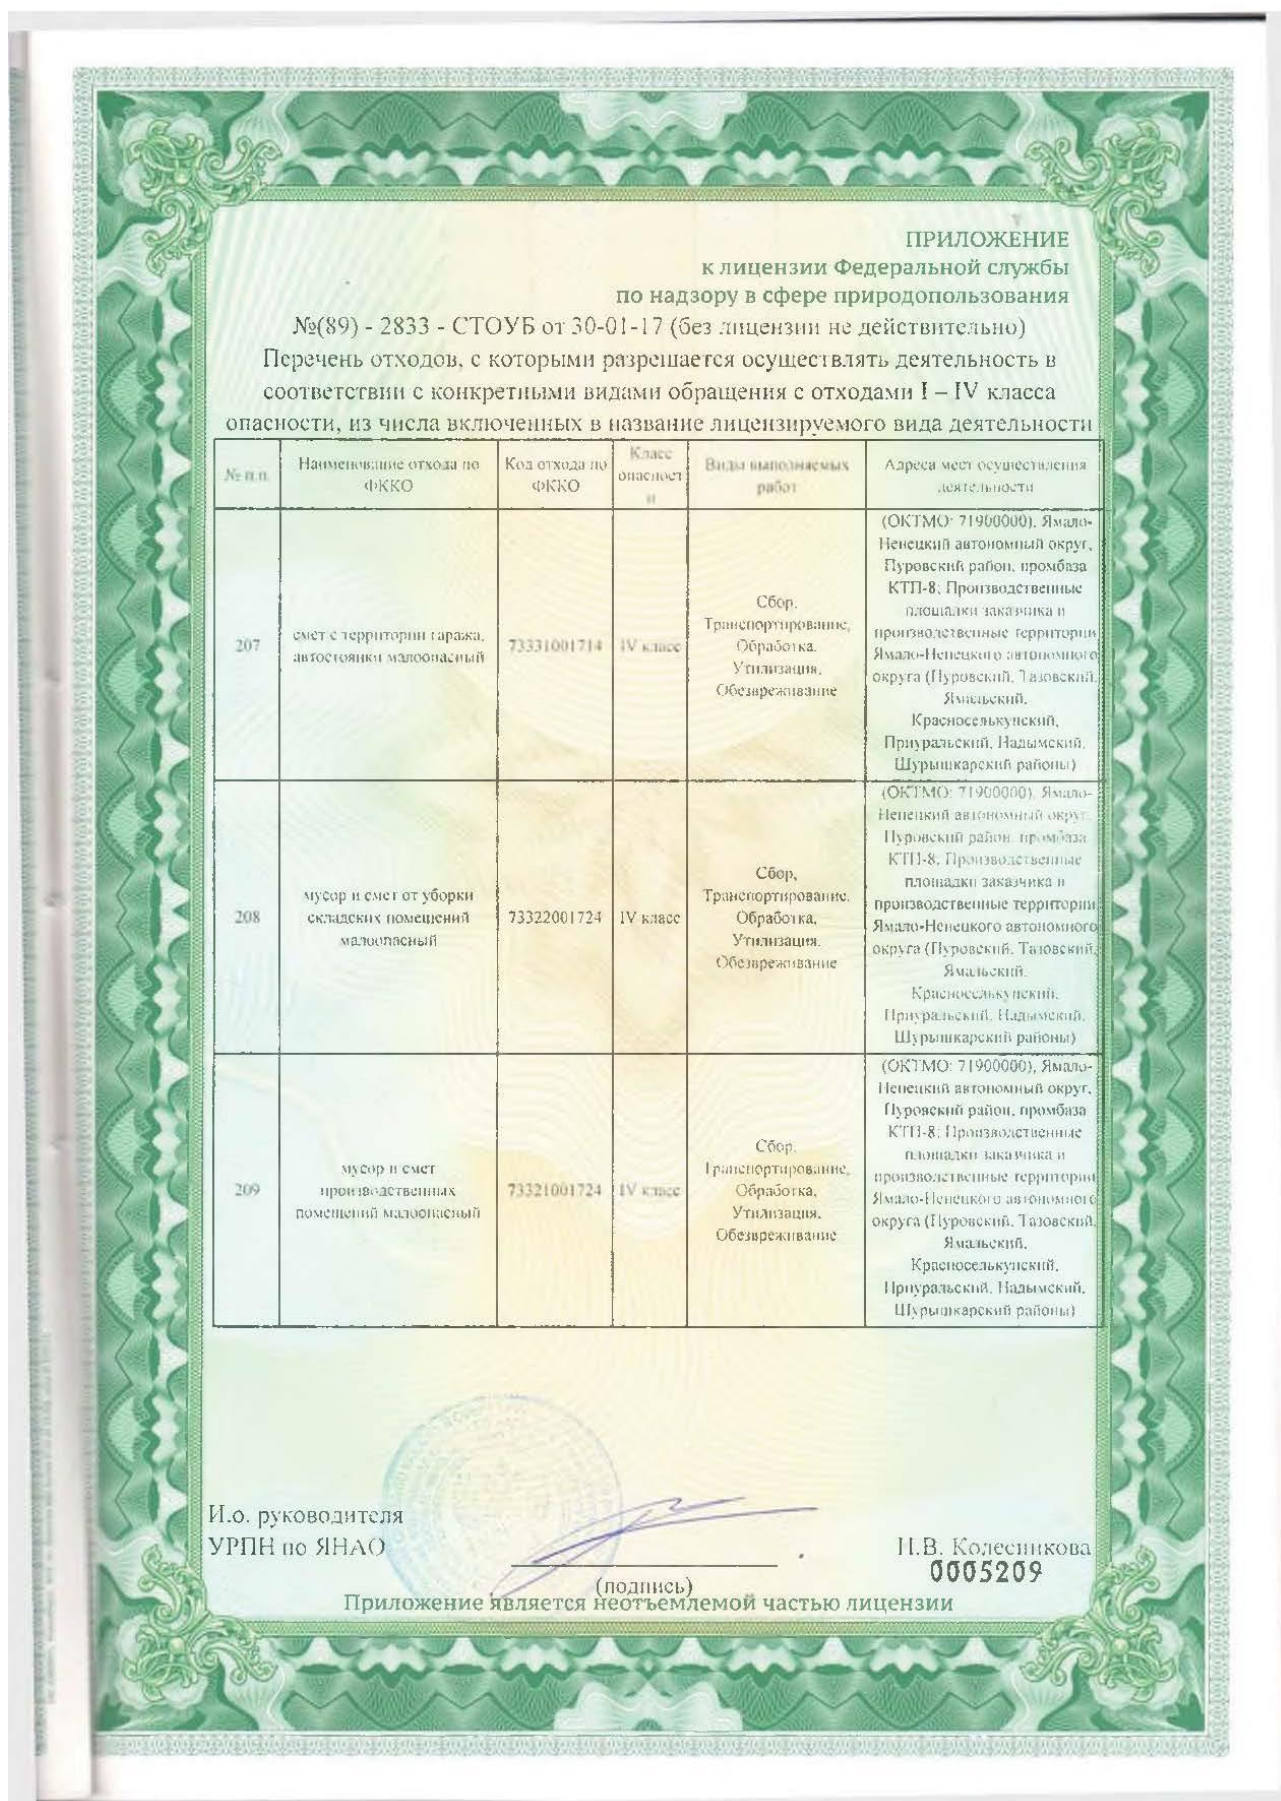 ПРИЛОЖЕНИЕ
к лицензии Федеральной службы
по надзору в сфере природопользования
№(89) - 2833 - СТОУБ от 30-01-17 (без лицензии не действительно)
Перечень отходов, с которыми разрешается осуществлять деятельность в
соответствии с конкретными видами обращения с отходами I – IV класса
опасности, из числа включенных в название лицензируемого вида деятельности
№ п.п.
Наименование отхода по
ФККО
Код отхода по
ФККО
Класс
опасност
и
Виды выполняемых
работ
Адреса мест осуществления
деятельности
207
смет с территории гаража,
автостоянки малоопасный
73331001714
IV класс
Сбор,
Транспортирование,
Обработка,
Утилизация,
Обезвреживание
(ОКТМО: 71900000), Ямало-
Ненецкий автономный округ,
Пуровский район, промбаза
КТП-8; Производственные
площадки заказчика и
производственные территории
Ямало-Ненецкого автономного
округа (Пуровский, Тазовский,
Ямальский,
Красноселькупский,
Приуральский, Надымский,
Шурышкарский районы)
208
мусор и смет от уборки
складских помещений
малоопасный
73322001724
IV класс
Сбор,
Транспортирование,
Обработка,
Утилизация,
Обезвреживание
(ОКТМО: 71900000), Ямало-
Ненецкий автономный округ,
Пуровский район, промбаза
КТП-8; Производственные
площадки заказчика и
производственные территории
Ямало-Ненецкого автономного
округа (Пуровский, Тазовский,
Ямальский,
Красноселькупский,
Приуральский, Надымский,
Шурышкарский районы)
209
мусор и смет
производственных
помещений малоопасный
73321001724
IV класс
Сбор,
Транспортирование,
Обработка,
Утилизация,
Обезвреживание
(ОКТМО: 71900000), Ямало-
Ненецкий автономный округ,
Пуровский район, промбаза
КТП-8; Производственные
площадки заказчика и
производственные территории
Ямало-Ненецкого автономного
округа (Пуровский, Тазовский,
Ямальский,
Красноселькупский,
Приуральский, Надымский,
Шурышкарский районы)
И.о. руководителя
УРПН по ЯНАО
Н.В. Колесникова
0005209
(подпись)
Приложение является неотъемлемой частью лицензии